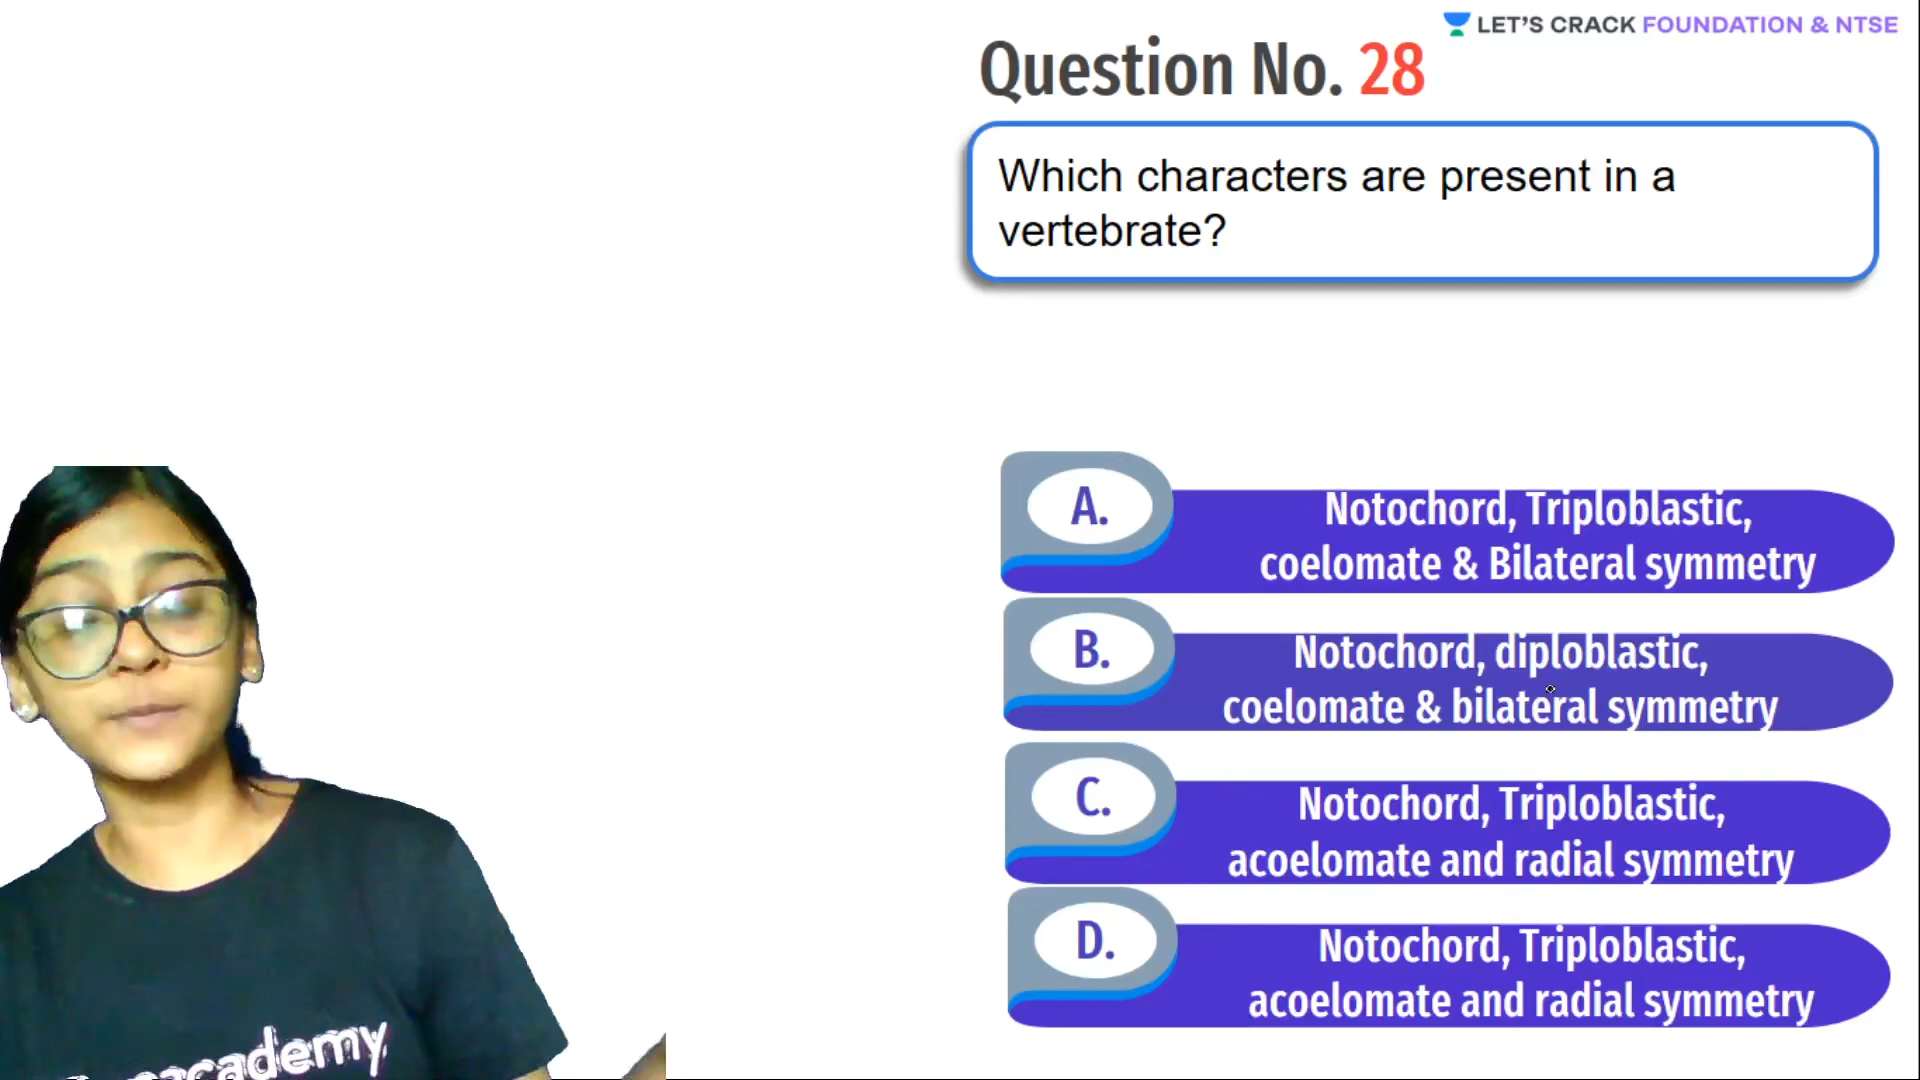 LET'S CRACK FOUNDATION & NTSE
Question No. 28
Which characters are present in a
vertebrate?
A.
Notochord, Triploblastic,
coelomate & Bilateral symmetry
B.
Notochord, diploblastic,
coelomate & bilateral symmetry
C.
Notochord, Triploblastic,
acoelomate and radial symmetry
D.
Notochord, Triploblastic,
acoelomate and radial symmetry